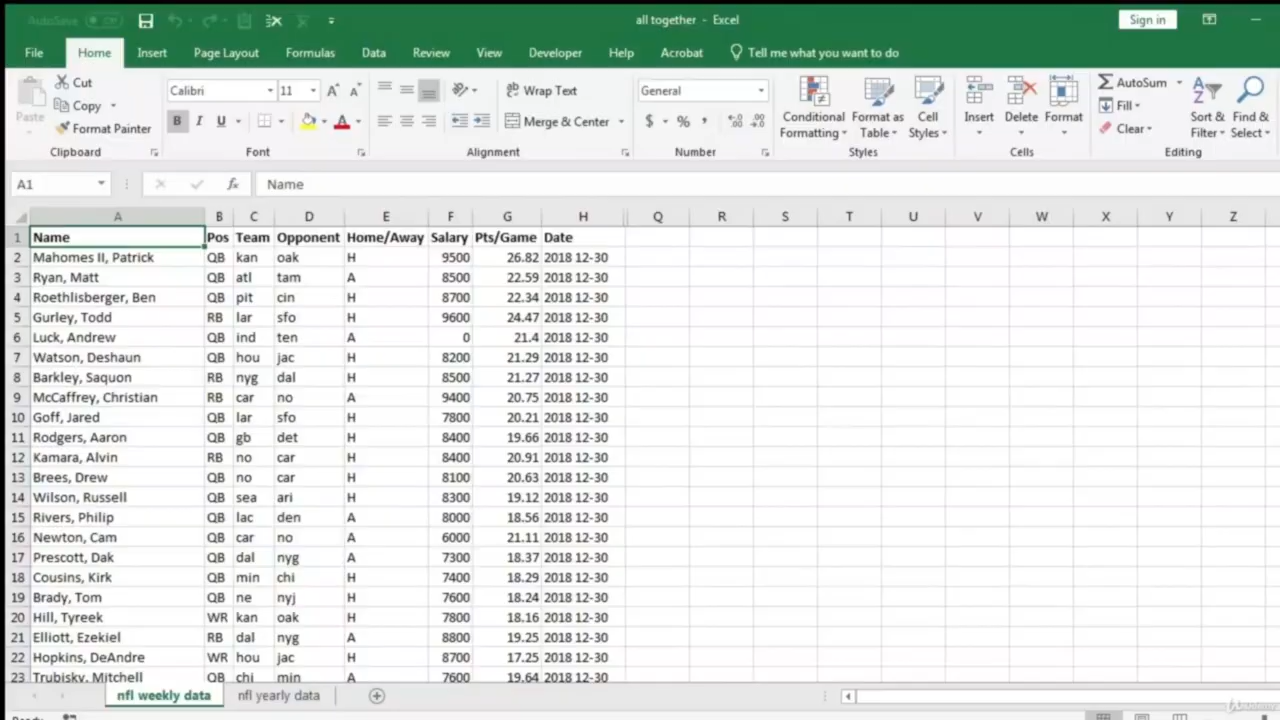 AutoSave Off all together - Excel Sign in
File Home Insert Page Layout Formulas Data Review View Developer Help Acrobat Tell me what you want to do
Paste Cut Copy Format Painter Clipboard
Calibri 11 B I U Font
Wrap Text Merge & Center Alignment
General $ % , Number
Conditional Formatting Format as Table Cell Styles Styles
Insert Delete Format Cells
AutoSum Fill Clear Sort & Filter Find & Select Editing
A1 fx Name
A B C D E F G H Q R S T U V W X Y Z
1 Name Pos Team Opponent Home/Away Salary Pts/Game Date
2 Mahomes II, Patrick QB kan oak H 9500 26.82 2018 12-30
3 Ryan, Matt QB atl tam A 8500 22.59 2018 12-30
4 Roethlisberger, Ben QB pit cin H 8700 22.34 2018 12-30
5 Gurley, Todd RB lar sfo H 9600 24.47 2018 12-30
6 Luck, Andrew QB ind ten A 0 21.4 2018 12-30
7 Watson, Deshaun QB hou jac H 8200 21.29 2018 12-30
8 Barkley, Saquon RB nyg dal H 8500 21.27 2018 12-30
9 McCaffrey, Christian RB car no A 9400 20.75 2018 12-30
10 Goff, Jared QB lar sfo H 7800 20.21 2018 12-30
11 Rodgers, Aaron QB gb det H 8400 19.66 2018 12-30
12 Kamara, Alvin RB no car H 8400 20.91 2018 12-30
13 Brees, Drew QB no car H 8100 20.63 2018 12-30
14 Wilson, Russell QB sea ari H 8300 19.12 2018 12-30
15 Rivers, Philip QB lac den A 8000 18.56 2018 12-30
16 Newton, Cam QB car no A 6000 21.11 2018 12-30
17 Prescott, Dak QB dal nyg A 7300 18.37 2018 12-30
18 Cousins, Kirk QB min chi H 7400 18.29 2018 12-30
19 Brady, Tom QB ne nyj H 7600 18.24 2018 12-30
20 Hill, Tyreek WR kan oak H 7800 18.16 2018 12-30
21 Elliott, Ezekiel RB dal nyg A 8800 19.25 2018 12-30
22 Hopkins, DeAndre WR hou jac H 8700 17.25 2018 12-30
23 Trubisky, Mitchell QB chi min A 7600 19.64 2018 12-30
nfl weekly data nfl yearly data
Ready